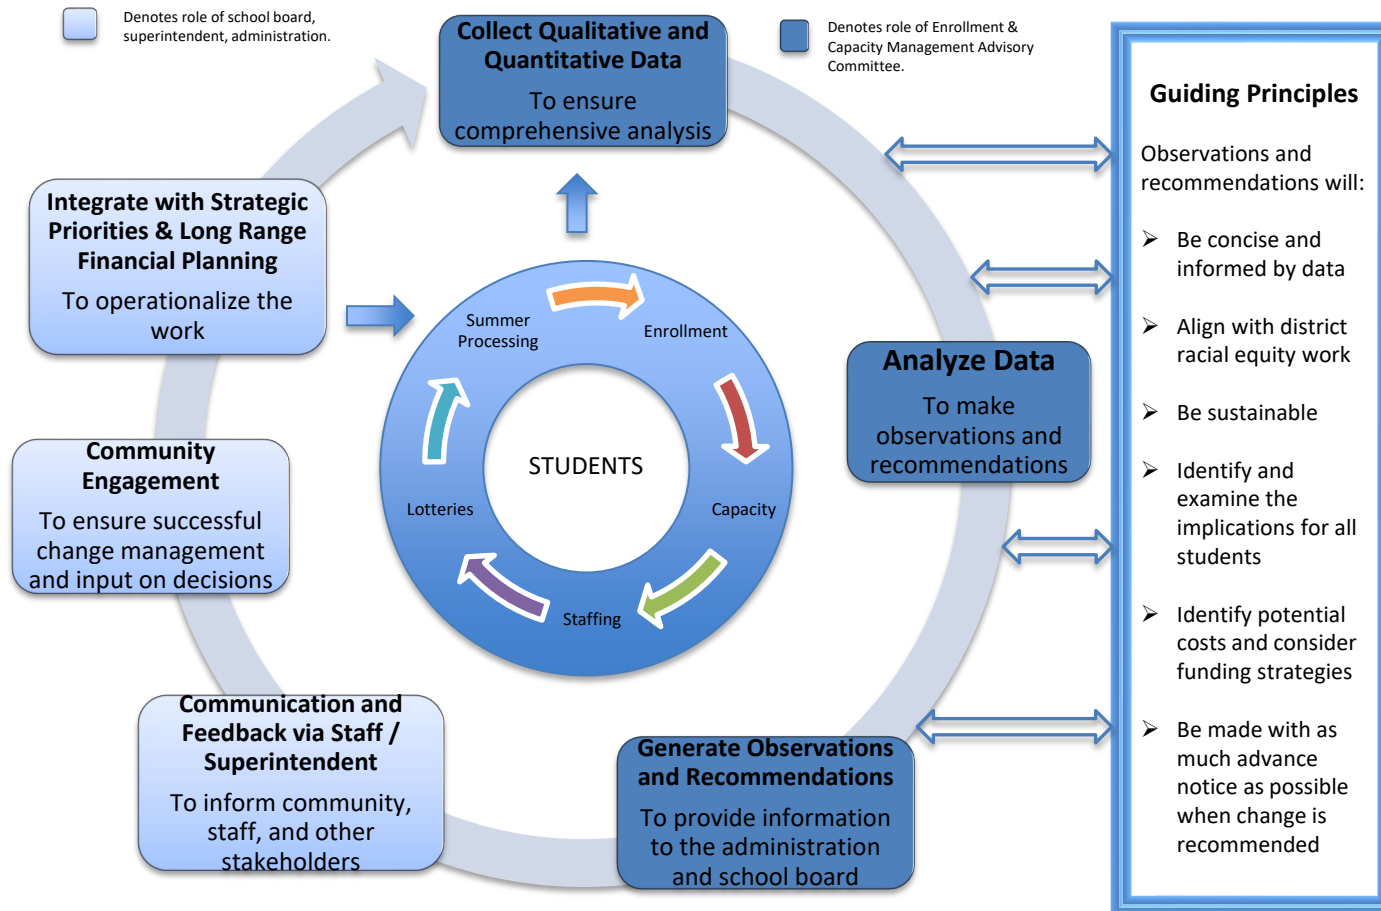 Denotes role of school board,
superintendent, administration.
Collect Qualitative and
Quantitative Data
To ensure
comprehensive analysis
Denotes role of Enrollment &
Capacity Management Advisory
Committee.
Integrate with Strategic
Priorities & Long Range
Financial Planning
To operationalize the
work
Community
Engagement
To ensure successful
change management
and input on decisions
Communication and
Feedback via Staff /
Superintendent
To inform community,
staff, and other
stakeholders
Summer
Processing
Enrollment
Lotteries
STUDENTS
Capacity
Staffing
Analyze Data
To make
observations and
recommendations
Generate Observations
and Recommendations
To provide information
to the administration
and school board
Guiding Principles
Observations and
recommendations will:
➢ Be concise and
informed by data
➢ Align with district
racial equity work
➢ Be sustainable
➢ Identify and
examine the
implications for all
students
➢ Identify potential
costs and consider
funding strategies
➢ Be made with as
much advance
notice as possible
when change is
recommended